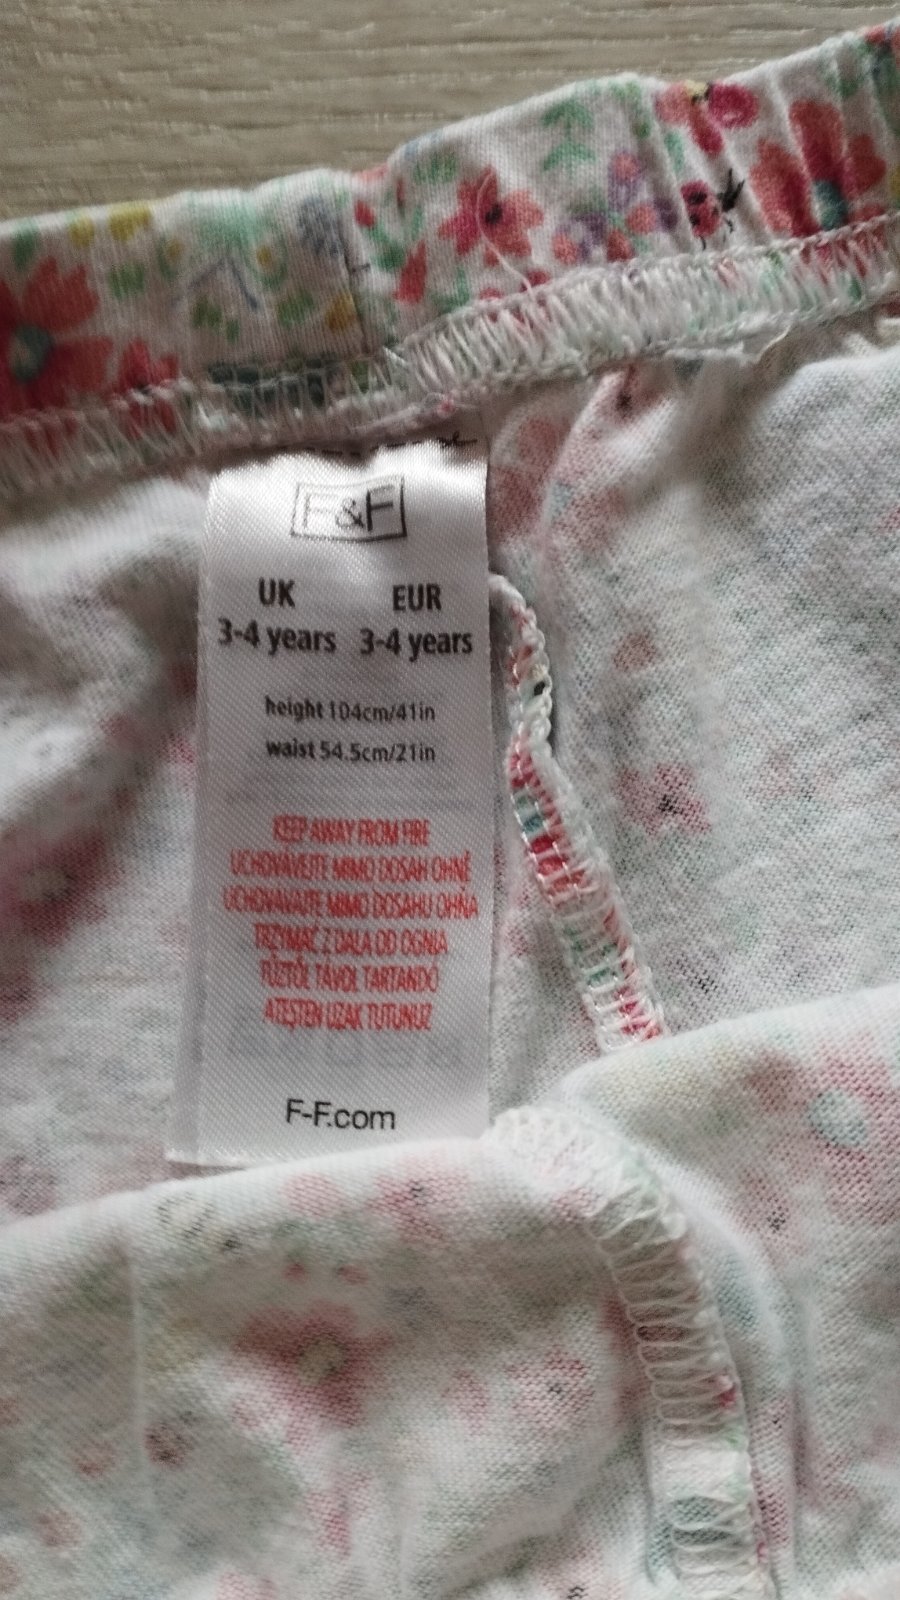 F&F
UK EUR
3-4 years 3-4 years
height 104cm/41in
waist 54.5cm/21in
KEEP AWAY FROM FIRE
UCHOVÁVEJTE MIMO DOSAH OHNĚ
UCHOVÁVAJTE MIMO DOSAHU OHŇA
TRZYMAĆ Z DALA OD OGNIA
TŰZTŐL TÁVOL TARTANDÓ
ATEŞTEN UZAK TUTUNUZ
F-F.com